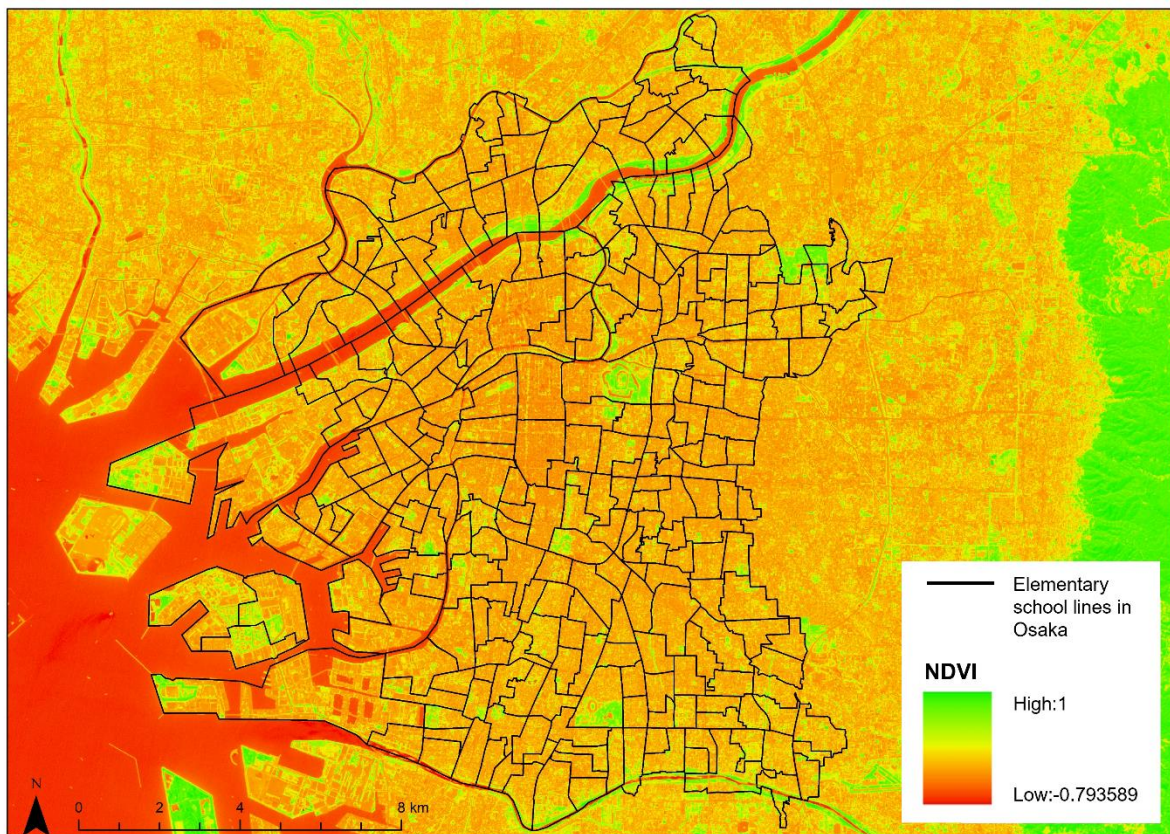 Elementary
school lines in
Osaka
NDVI
High:1
Low:-0.793589
N
0 2 4 8 km